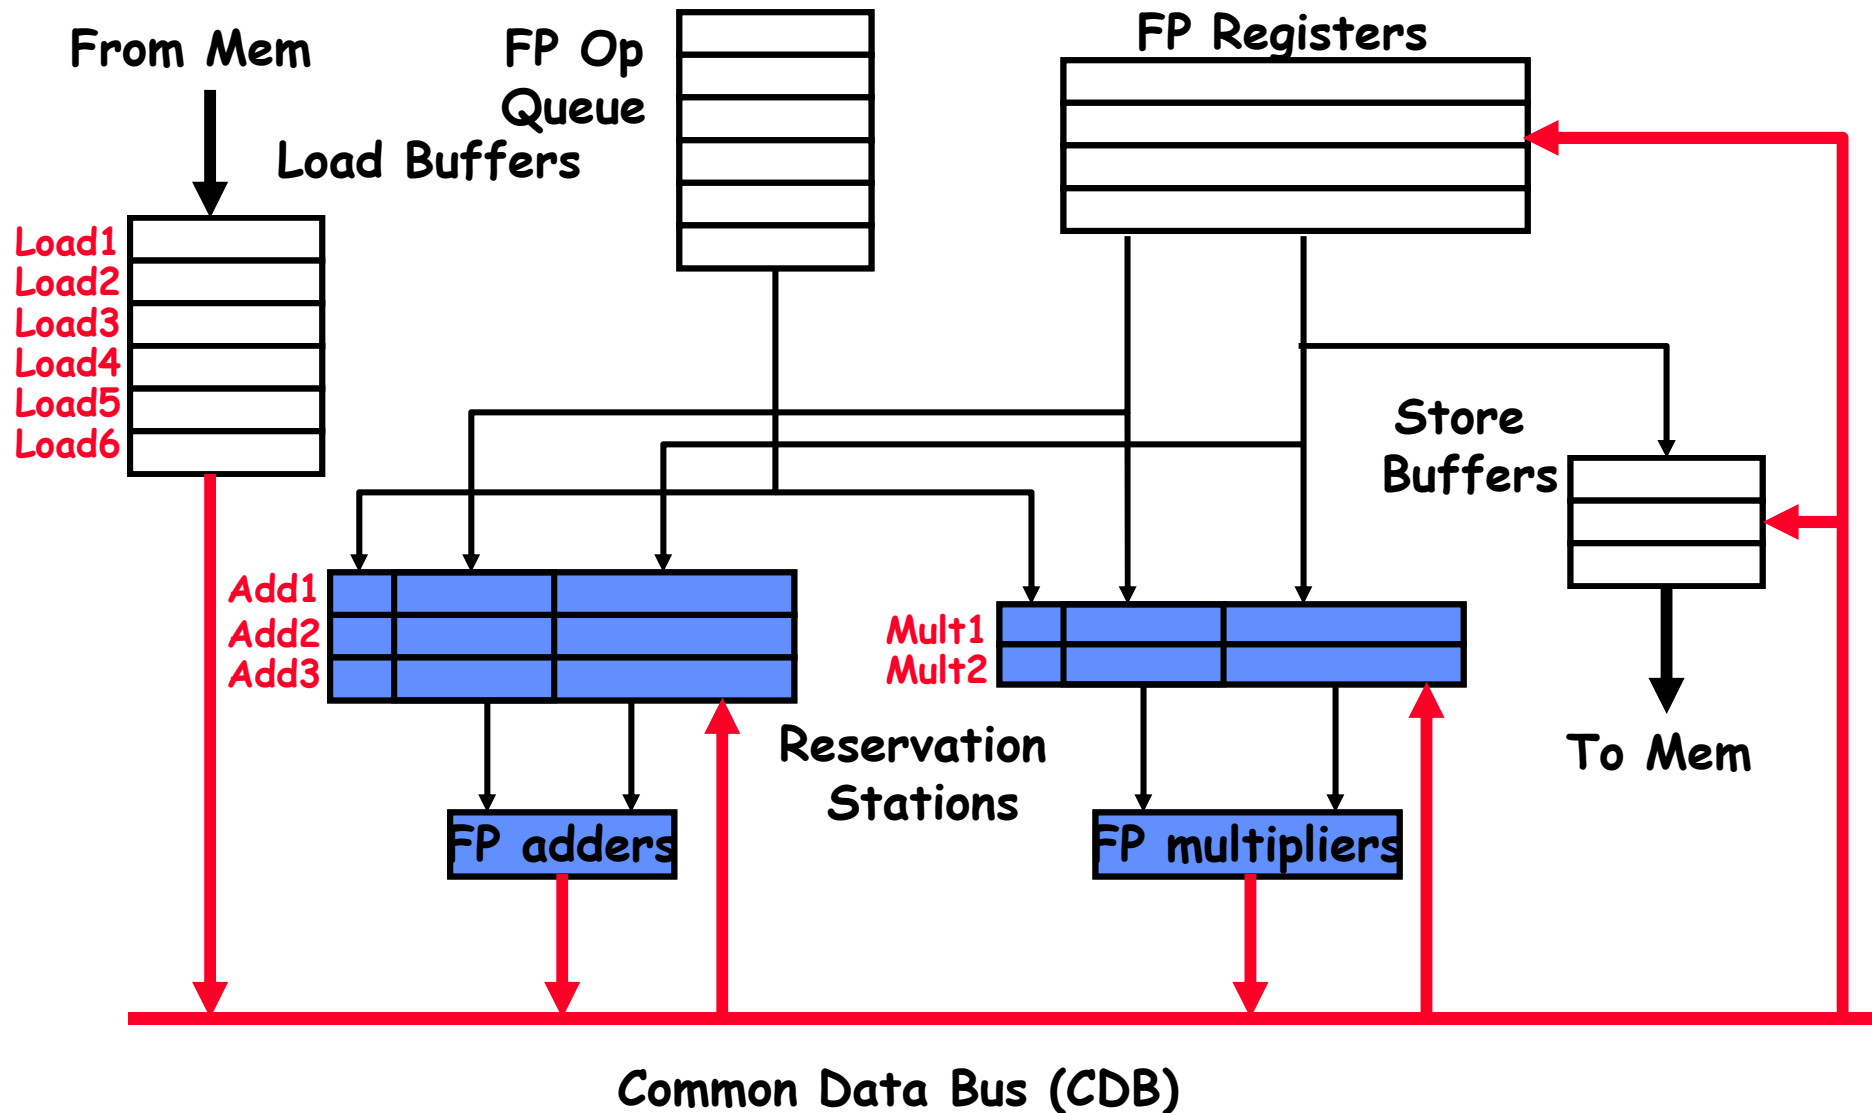 From Mem
FP Op
Queue
FP Registers
Load Buffers
Load1
Load2
Load3
Load4
Load5
Load6
Store
Buffers
Add1
Add2
Add3
Mult1
Mult2
Reservation
Stations
To Mem
FP adders
FP multipliers
Common Data Bus (CDB)